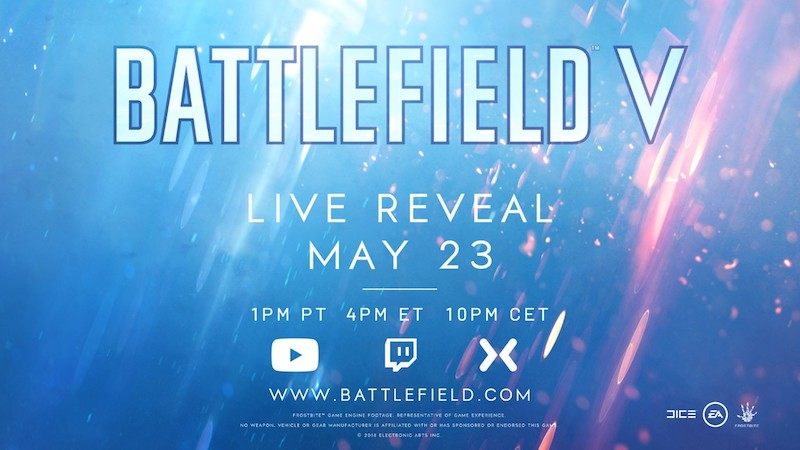 BATTLEFIELD™ V
LIVE REVEAL
MAY 23
1PM PT 4PM ET 10PM CET
WWW.BATTLEFIELD.COM
FROSTBITE™ GAME ENGINE FOOTAGE. REPRESENTATIVE OF GAME EXPERIENCE.
NO WEAPON, VEHICLE OR GEAR MANUFACTURER IS AFFILIATED WITH OR HAS SPONSORED OR ENDORSED THIS GAME.
© 2018 ELECTRONIC ARTS INC.
DICE EA FROSTBITE